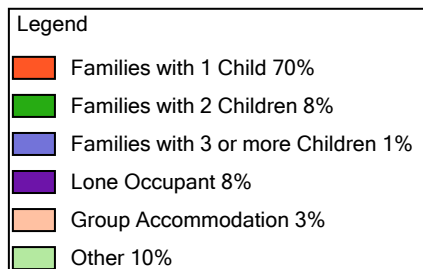 Legend
Families with 1 Child 70%
Families with 2 Children 8%
Families with 3 or more Children 1%
Lone Occupant 8%
Group Accommodation 3%
Other 10%